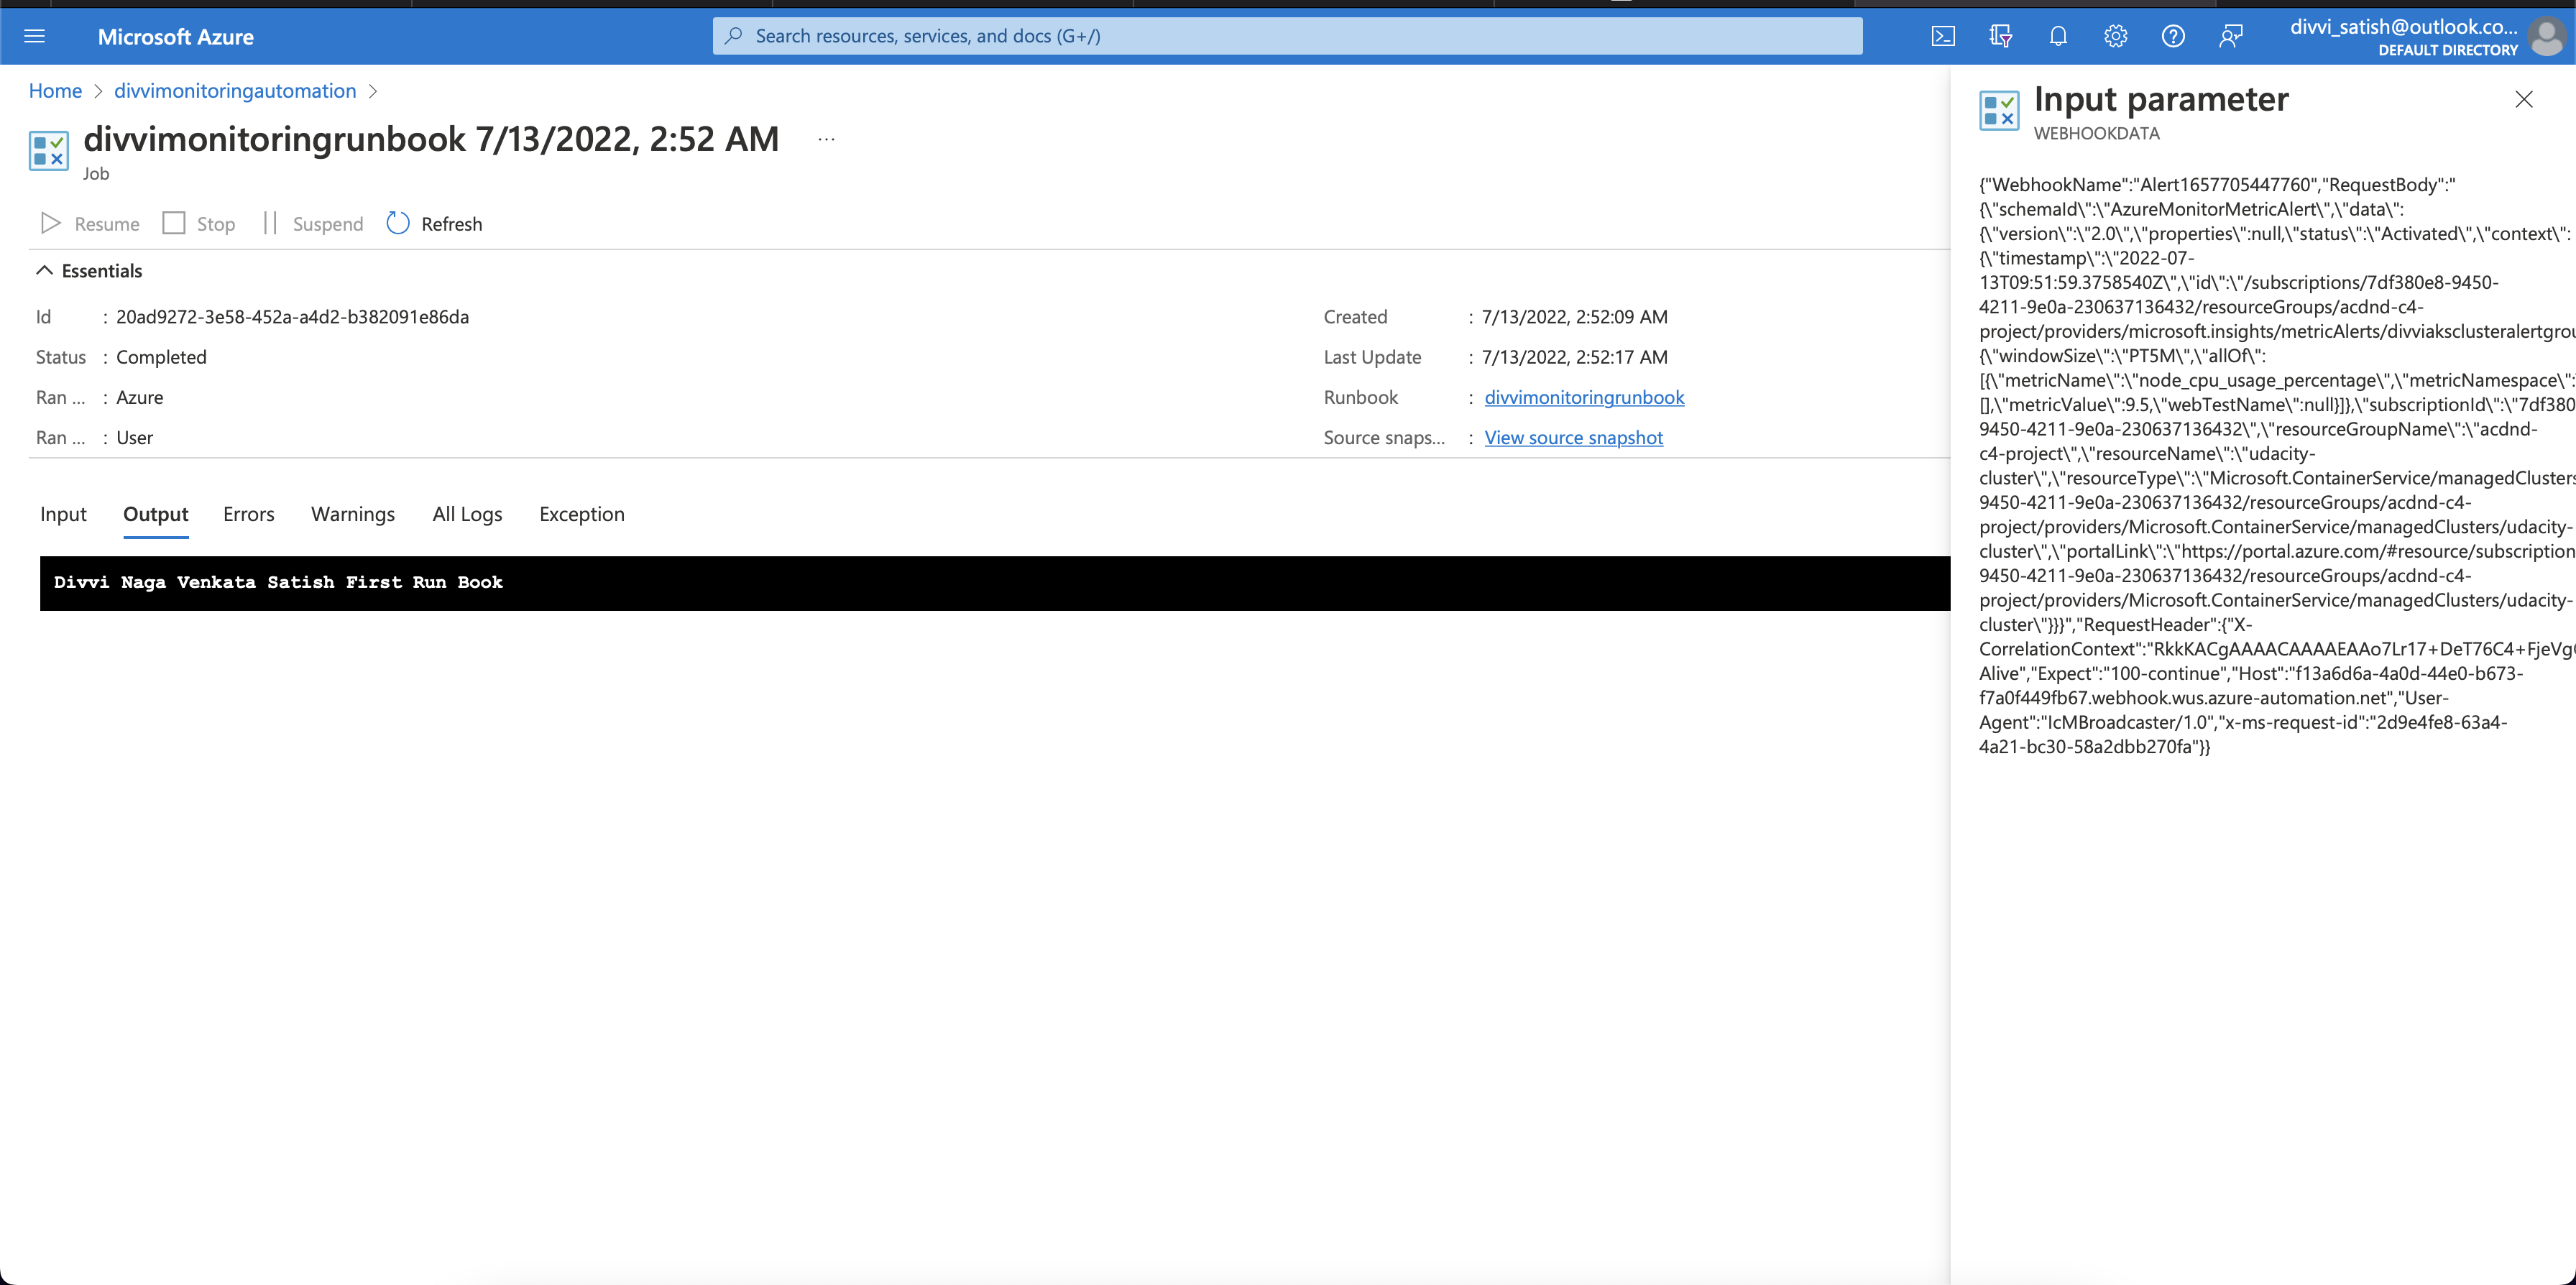 Microsoft Azure
Search resources, services, and docs (G+/)
divvi_satish@outlook.co...
DEFAULT DIRECTORY
Home > divvimonitoringautomation >
divvimonitoringrunbook 7/13/2022, 2:52 AM ...
Job
Resume Stop Suspend Refresh
Essentials
Id : 20ad9272-3e58-452a-a4d2-b382091e86da
Status : Completed
Ran ... : Azure
Ran ... : User
Created : 7/13/2022, 2:52:09 AM
Last Update : 7/13/2022, 2:52:17 AM
Runbook : divvimonitoringrunbook
Source snaps... : View source snapshot
Input Output Errors Warnings All Logs Exception
Divvi Naga Venkata Satish First Run Book
Input parameter
WEBHOOKDATA
{"WebhookName":"Alert1657705447760","RequestBody":"
{\"schemaId\":\"AzureMonitorMetricAlert\",\"data\":
{\"version\":\"2.0\",\"properties\":null,\"status\":\"Activated\",\"context\":
{\"timestamp\":\"2022-07-
13T09:51:59.3758540Z\",\"id\":\"/subscriptions/7df380e8-9450-
4211-9e0a-230637136432/resourceGroups/acdnd-c4-
project/providers/microsoft.insights/metricAlerts/divviaksclusteralertgrou
{\"windowSize\":\"PT5M\",\"allOf\":
[{\"metricName\":\"node_cpu_usage_percentage\",\"metricNamespace\":
[],\"metricValue\":9.5,\"webTestName\":null}]},\"subscriptionId\":\"7df380
9450-4211-9e0a-230637136432\",\"resourceGroupName\":\"acdnd-
c4-project\",\"resourceName\":\"udacity-
cluster\",\"resourceType\":\"Microsoft.ContainerService/managedClusters
9450-4211-9e0a-230637136432/resourceGroups/acdnd-c4-
project/providers/Microsoft.ContainerService/managedClusters/udacity-
cluster\",\"portalLink\":\"https://portal.azure.com/#resource/subscription
9450-4211-9e0a-230637136432/resourceGroups/acdnd-c4-
project/providers/Microsoft.ContainerService/managedClusters/udacity-
cluster\"}}}","RequestHeader":{"X-
CorrelationContext":"RkkKACgAAAACAAAAEAAo7Lr17+DeT76C4+FjeVg
Alive","Expect":"100-continue","Host":"f13a6d6a-4a0d-44e0-b673-
f7a0f449fb67.webhook.wus.azure-automation.net","User-
Agent":"IcMBroadcaster/1.0","x-ms-request-id":"2d9e4fe8-63a4-
4a21-bc30-58a2dbb270fa"}}